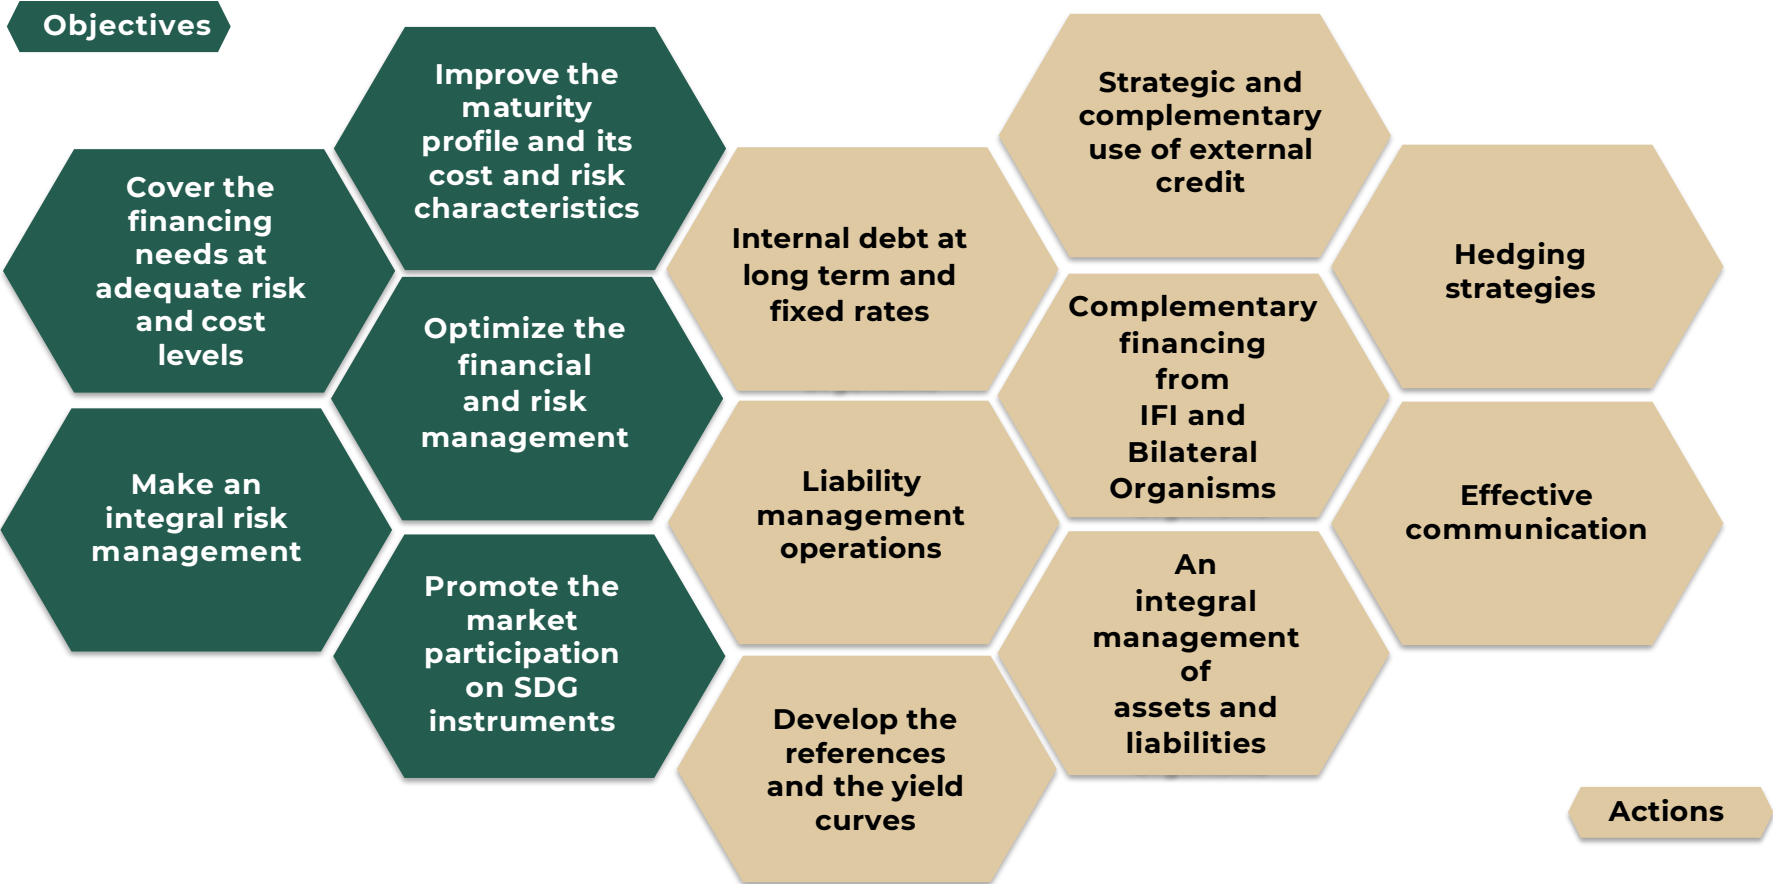 Objectives
Improve the
maturity
profile and its
cost and risk
characteristics
Cover the
financing
needs at
adequate risk
and cost
levels
Optimize the
financial
and risk
management
Make an
integral risk
management
Promote the
market
participation
on SDG
instruments
Internal debt at
long term and
fixed rates
Liability
management
operations
Develop the
references
and the yield
curves
Strategic and
complementary
use of external
credit
Complementary
financing
from
IFI and
Bilateral
Organisms
An
integral
management
of
assets and
liabilities
Hedging
strategies
Effective
communication
Actions